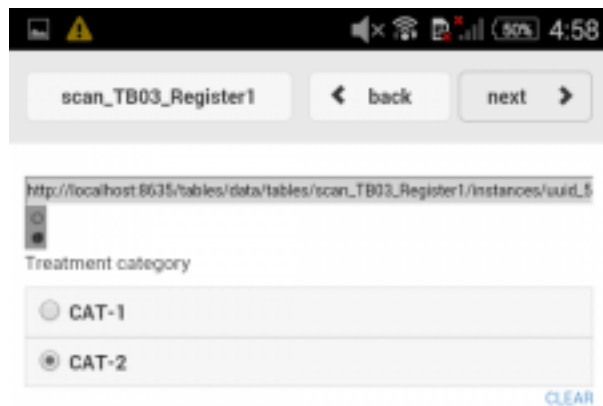 50% 4:58
scan_TB03_Register1 back next
http://localhost:8635/tables/data/tables/scan_TB03_Register1/instances/uuid_5
Treatment category
CAT-1
CAT-2
CLEAR